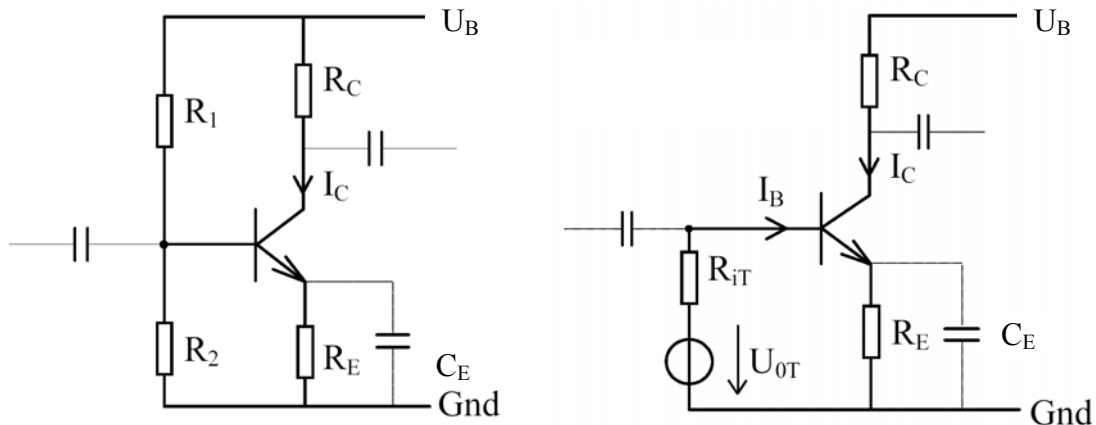 U_B
R_C
R_1
I_C
R_2
R_E
C_E
Gnd
U_B
R_C
I_C
I_B
R_iT
R_E
C_E
U_0T
Gnd